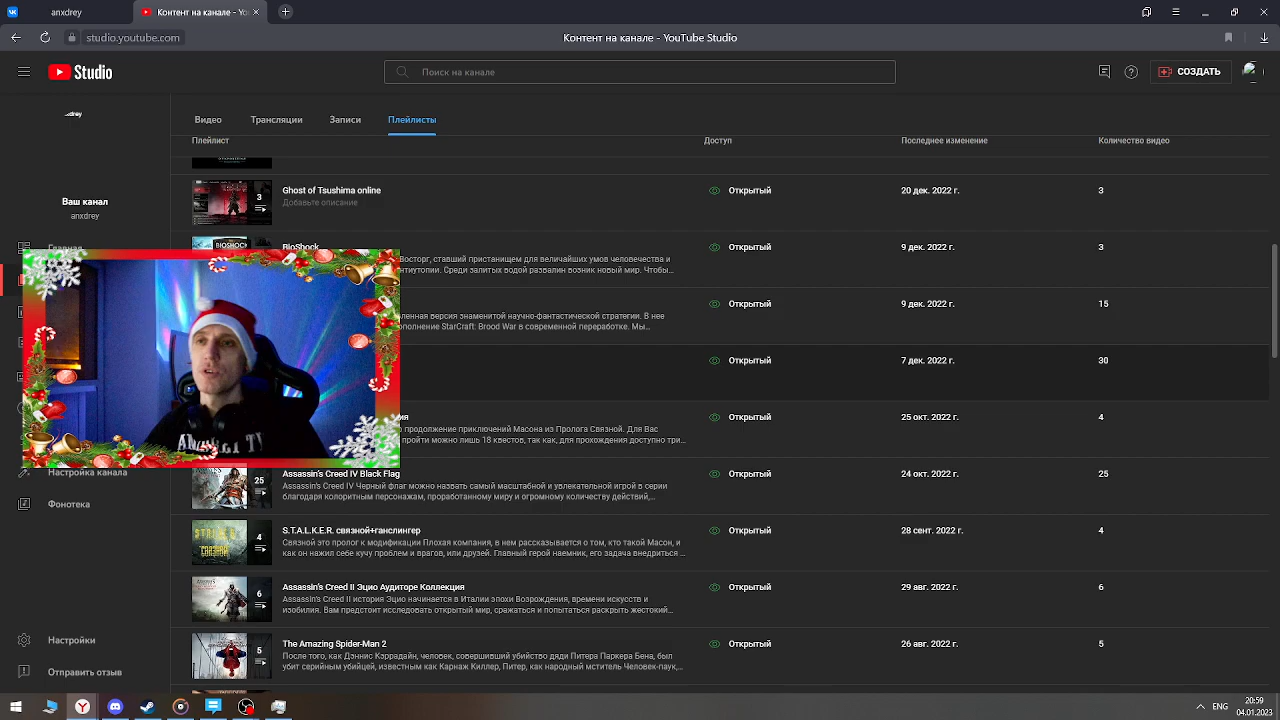 anxdrey
Контент на канале - Yo
studio.youtube.com
Контент на канале - YouTube Studio
Studio
Поиск на канале
СОЗДАТЬ
Видео
Трансляции
Записи
Плейлисты
Плейлист
Доступ
Последнее изменение
Количество видео
Ваш канал
anxdrey
Главная
3
Ghost of Tsushima online
Добавьте описание
Открытый
20 дек. 2022 г.
3
BIOSHOCK
BioShock
Восторг, ставший пристанищем для величайших умов человечества и
нтиутопии. Среди залитых водой развалин возник новый мир. Чтобы...
Открытый
9 дек. 2022 г.
3
ленная версия знаменитой научно-фантастической стратегии. В нее
ополнение StarCraft: Brood War в современной переработке. Мы...
Открытый
9 дек. 2022 г.
15
Открытый
7 дек. 2022 г.
30
ия
о продолжение приключений Масона из Пролога Связной. Для Вас
пройти можно лишь 18 квестов, так как, для прохождения доступно три...
Открытый
25 окт. 2022 г.
4
Настройка канала
Фонотека
25
Assassin's Creed IV Black Flag
Assassin's Creed IV Черный флаг можно назвать самый масштабной и увлекательной игрой в серии
благодаря колоритным персонажам, проработанному миру и огромному количеству действий,...
Открытый
24 окт. 2022 г.
25
4
S.T.A.L.K.E.R. связной+ганслингер
Связной это пролог к модификации Плохая компания, в нем рассказывается о том, кто такой Масон, и
как он нажил себе кучу проблем и врагов, или друзей. Главный герой наемник, его задача внедриться ...
Открытый
28 сент. 2022 г.
4
6
Assassin's Creed II Эцио Аудиторе Коллекция
Assassin's Creed II история Эцио начинается в Италии эпохи Возрождения, времени искусств и
изобилия. Вам предстоит исследовать открытый мир, сражаться и попытаться раскрыть жестокий...
Открытый
29 авг. 2022 г.
6
5
The Amazing Spider-Man 2
После того, как Дэннис Кэррадайн, человек, совершивший убийство дяди Питера Паркера Бена, был
убит серийным убийцей, известным как Карнаж Киллер, Питер, как народный мститель Человек-паук,...
Открытый
26 авг. 2022 г.
5
Настройки
Отправить отзыв
ENG
20:59
04.01.2023